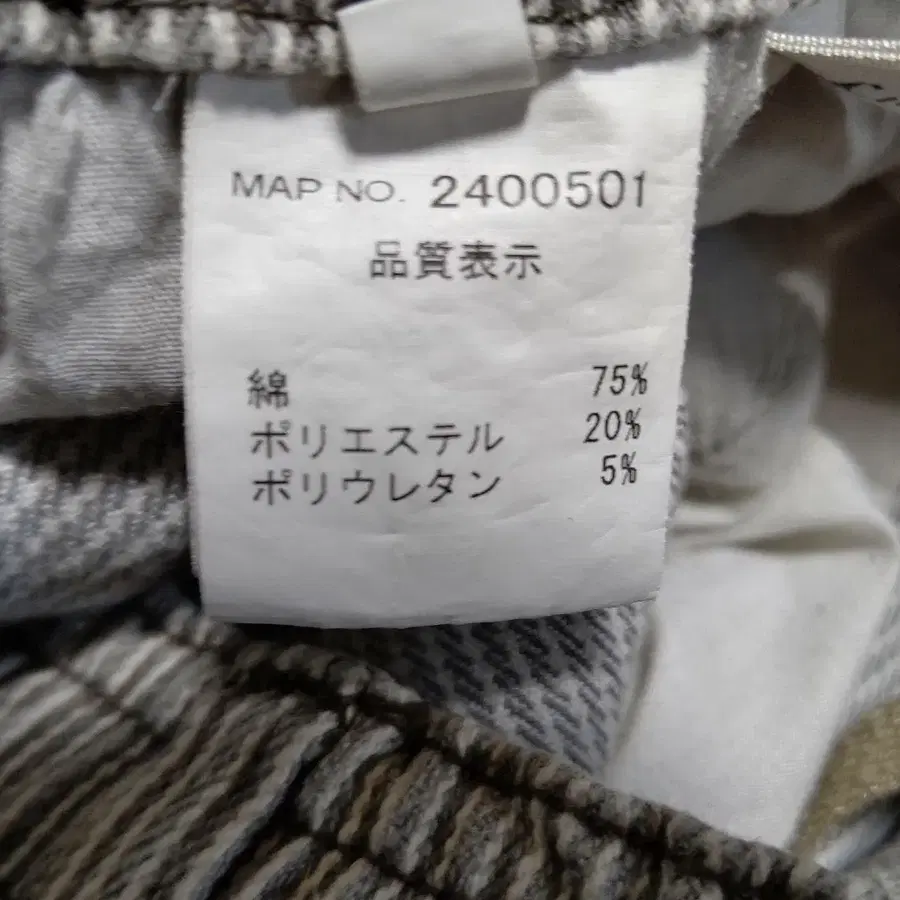 MAP NO. 2400501
品質表示
綿 75%
ポリエステル 20%
ポリウレタン 5%